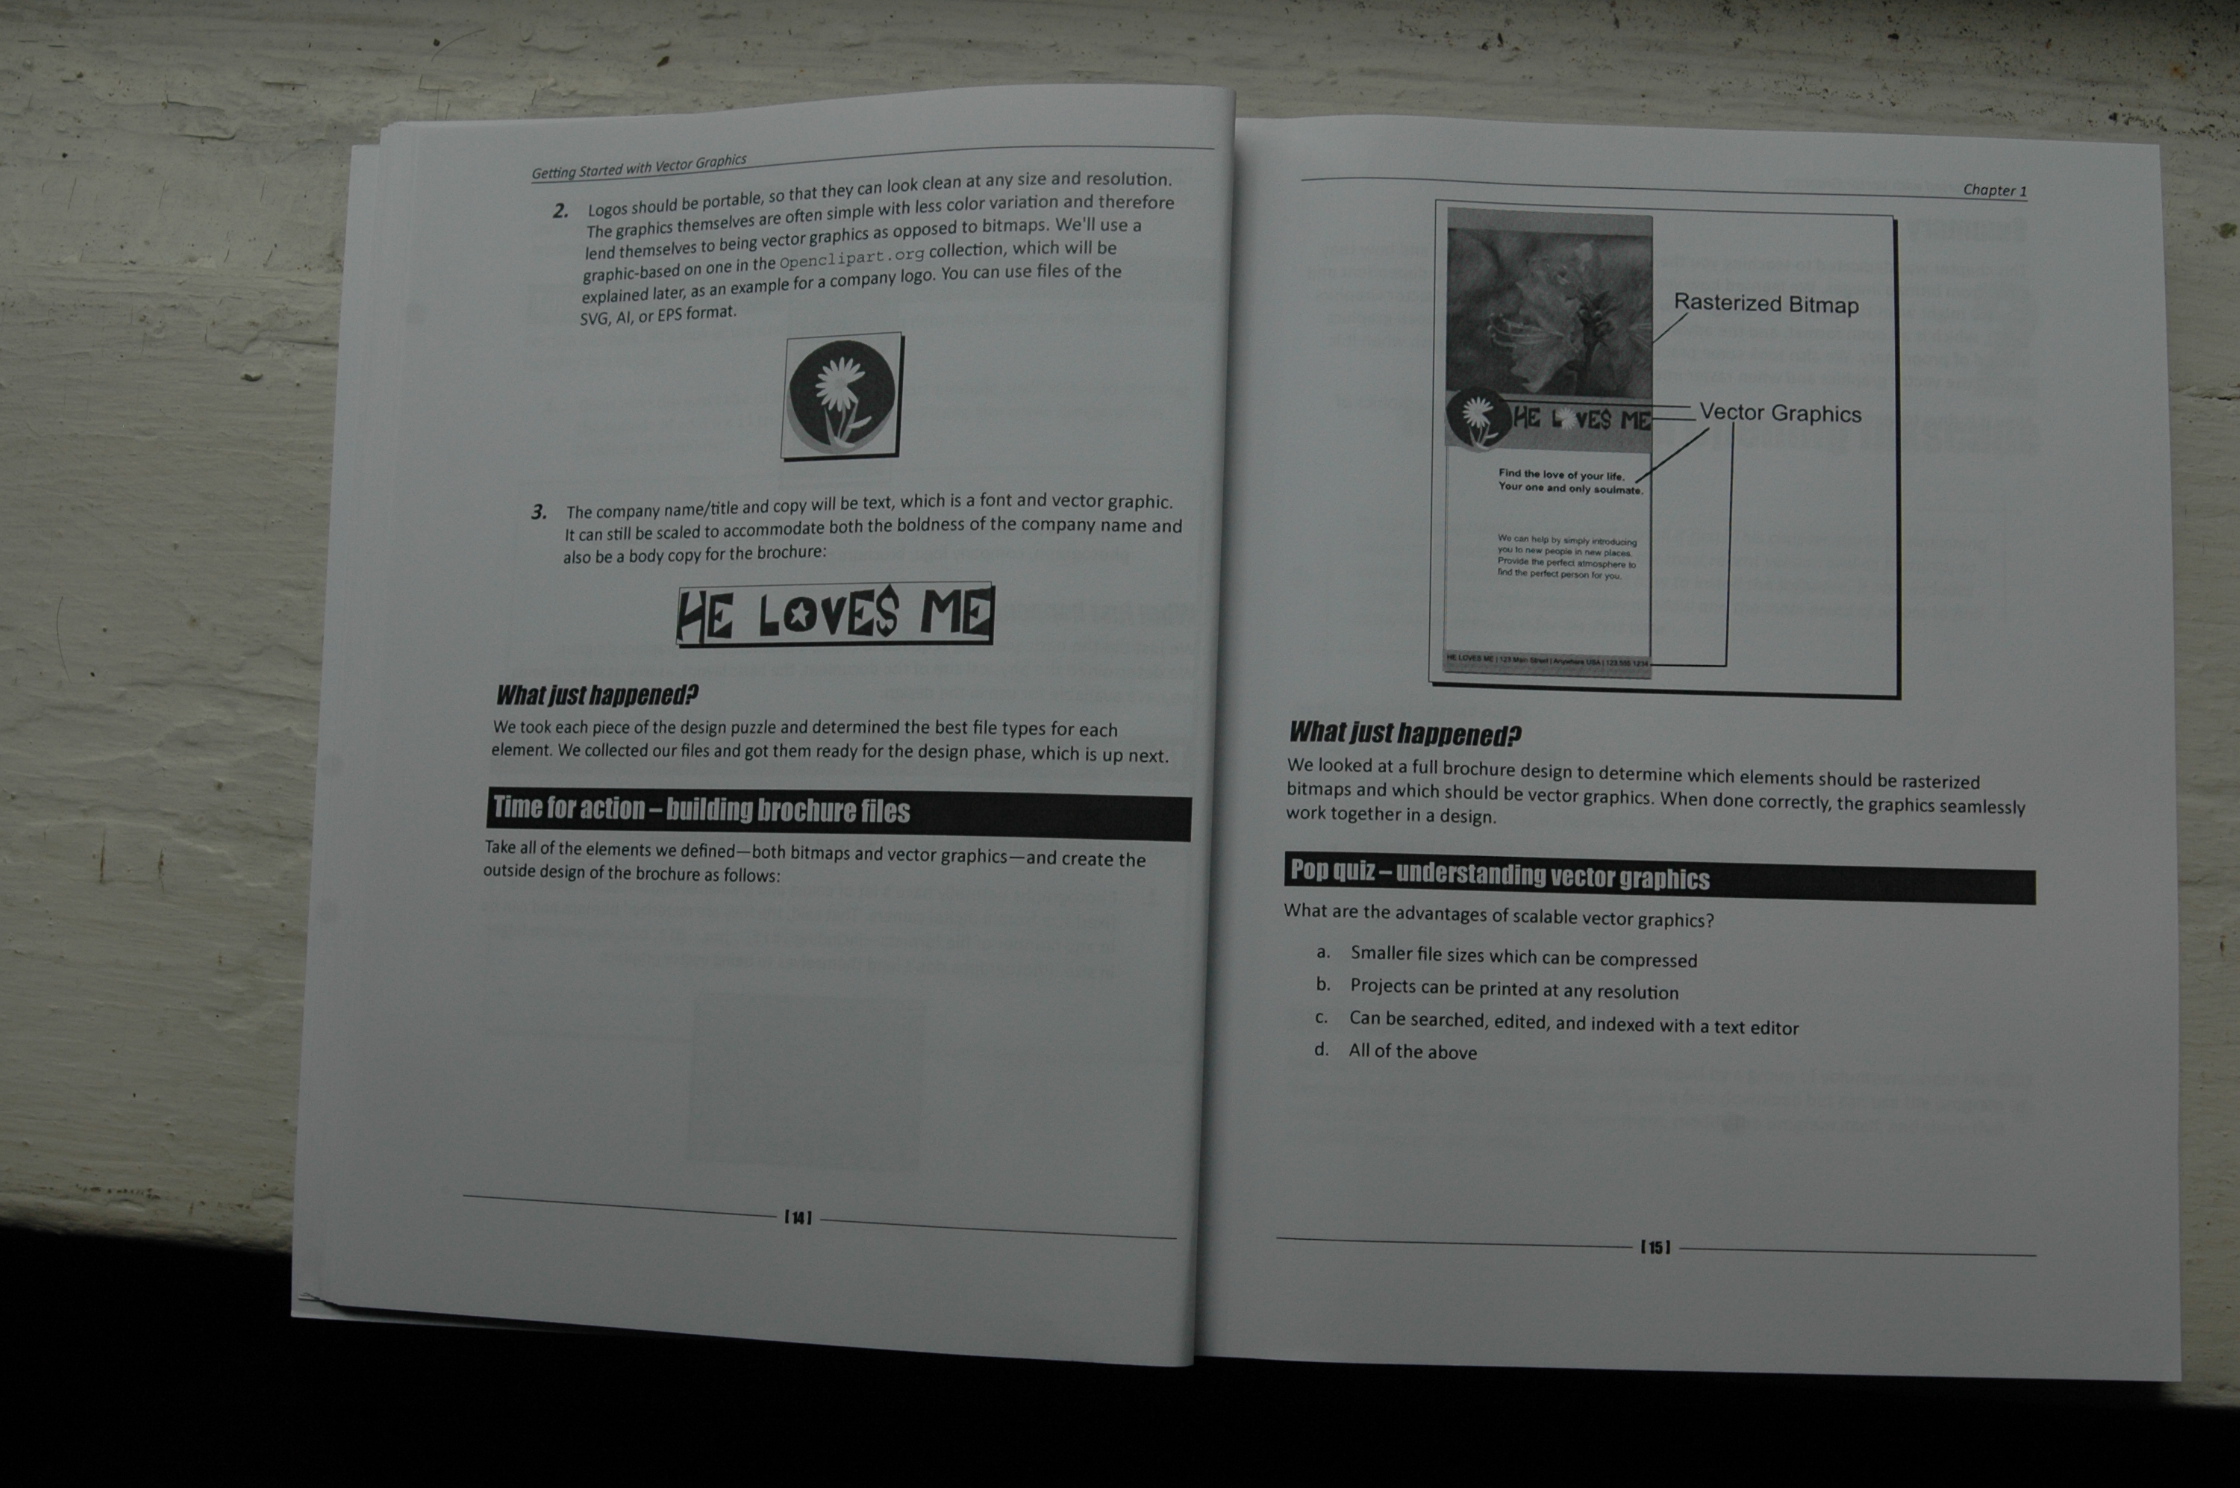 Getting Started with Vector Graphics
2. Logos should be portable, so that they can look clean at any size and resolution.
The graphics themselves are often simple with less color variation and therefore
lend themselves to being vector graphics as opposed to bitmaps. We'll use a
graphic-based on one in the Openclipart.org collection, which will be
explained later, as an example for a company logo. You can use files of the
SVG, AI, or EPS format.
3. The company name/title and copy will be text, which is a font and vector graphic.
It can still be scaled to accommodate both the boldness of the company name and
also be a body copy for the brochure:
HE LOVES ME
What just happened?
We took each piece of the design puzzle and determined the best file types for each
element. We collected our files and got them ready for the design phase, which is up next.
Time for action – building brochure files
Take all of the elements we defined—both bitmaps and vector graphics—and create the
outside design of the brochure as follows:
[ 14 ]
Chapter 1
Rasterized Bitmap
HE LOVES ME
Vector Graphics
Find the love of your life.
Your one and only soulmate.
We can help by simply introducing
you to new people in new places.
Provide the perfect atmosphere to
find the perfect person for you.
HE LOVES ME | 123 Main Street | Anywhere USA | 123.555.1234
What just happened?
We looked at a full brochure design to determine which elements should be rasterized
bitmaps and which should be vector graphics. When done correctly, the graphics seamlessly
work together in a design.
Pop quiz – understanding vector graphics
What are the advantages of scalable vector graphics?
a. Smaller file sizes which can be compressed
b. Projects can be printed at any resolution
c. Can be searched, edited, and indexed with a text editor
d. All of the above
[ 15 ]